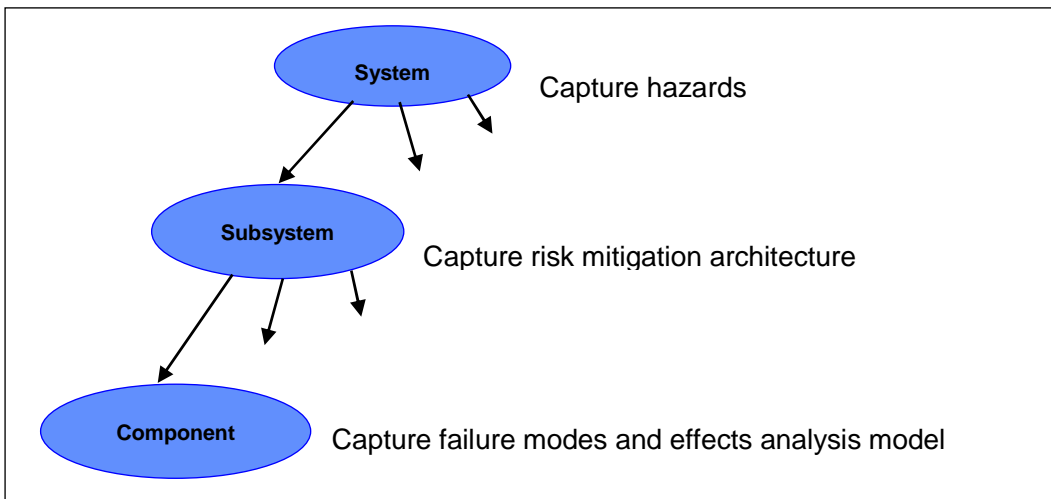 System
Capture hazards
Subsystem
Capture risk mitigation architecture
Component
Capture failure modes and effects analysis model